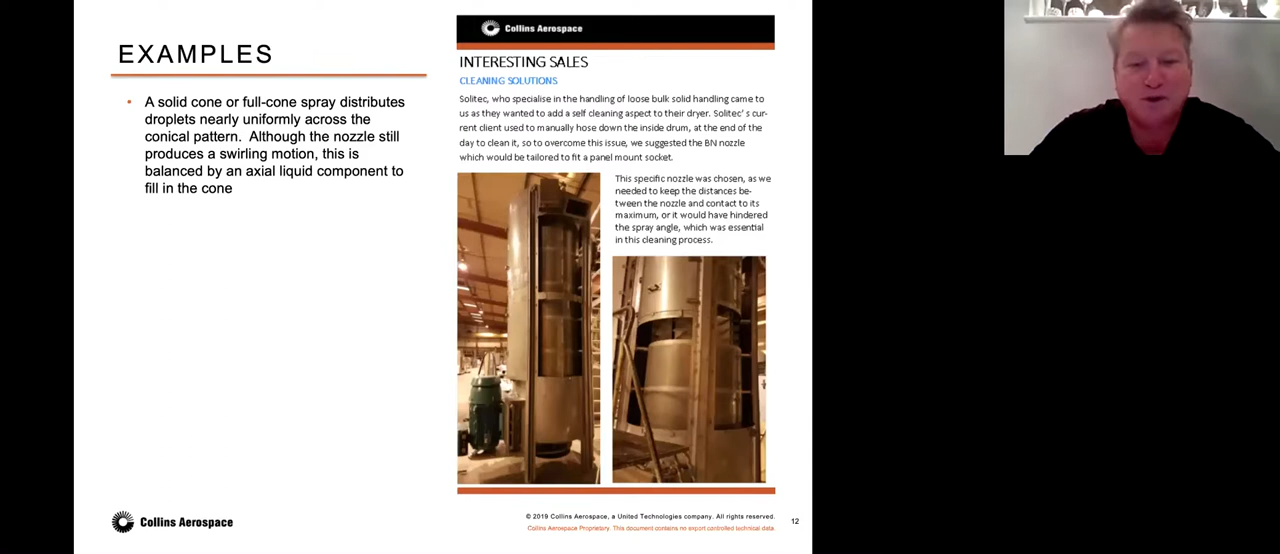 EXAMPLES
• A solid cone or full-cone spray distributes
droplets nearly uniformly across the
conical pattern. Although the nozzle still
produces a swirling motion, this is
balanced by an axial liquid component to
fill in the cone
Collins Aerospace
INTERESTING SALES
CLEANING SOLUTIONS
Solitec, who specialise in the handling of loose bulk solid handling came to
us as they wanted to add a self cleaning aspect to their dryer. Solitec's cur-
rent client used to manually hose down the inside drum, at the end of the
day to clean it, so to overcome this issue, we suggested the BN nozzle
which would be tailored to fit a panel mount socket.
This specific nozzle was chosen, as we
needed to keep the distances be-
tween the nozzle and contact to its
maximum, or it would have hindered
the spray angle, which was essential
in this cleaning process.
Collins Aerospace
© 2019 Collins Aerospace, a United Technologies company. All rights reserved.
Collins Aerospace Proprietary. This document contains no export controlled technical data.
12